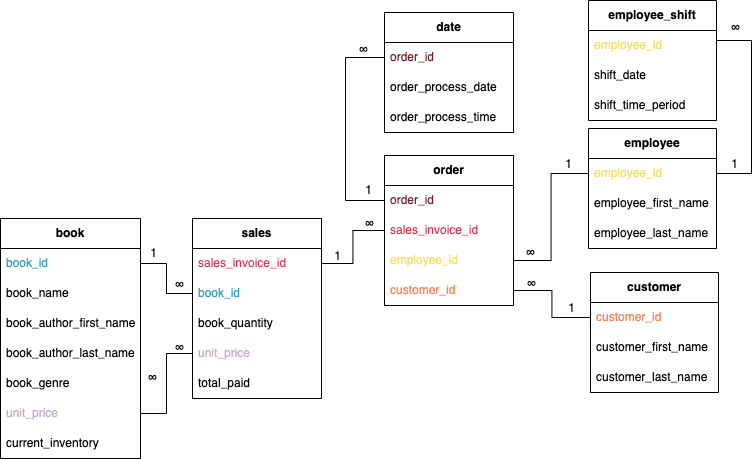 date
order_id
order_process_date
order_process_time
employee_shift
employee_id
shift_date
shift_time_period
employee
employee_id
employee_first_name
employee_last_name
order
order_id
sales_invoice_id
employee_id
customer_id
book
book_id
book_name
book_author_first_name
book_author_last_name
book_genre
unit_price
current_inventory
sales
sales_invoice_id
book_id
book_quantity
unit_price
total_paid
customer
customer_id
customer_first_name
customer_last_name
∞
1
∞
1
1
∞
1
∞
∞
∞
1
∞
1
∞
∞
1